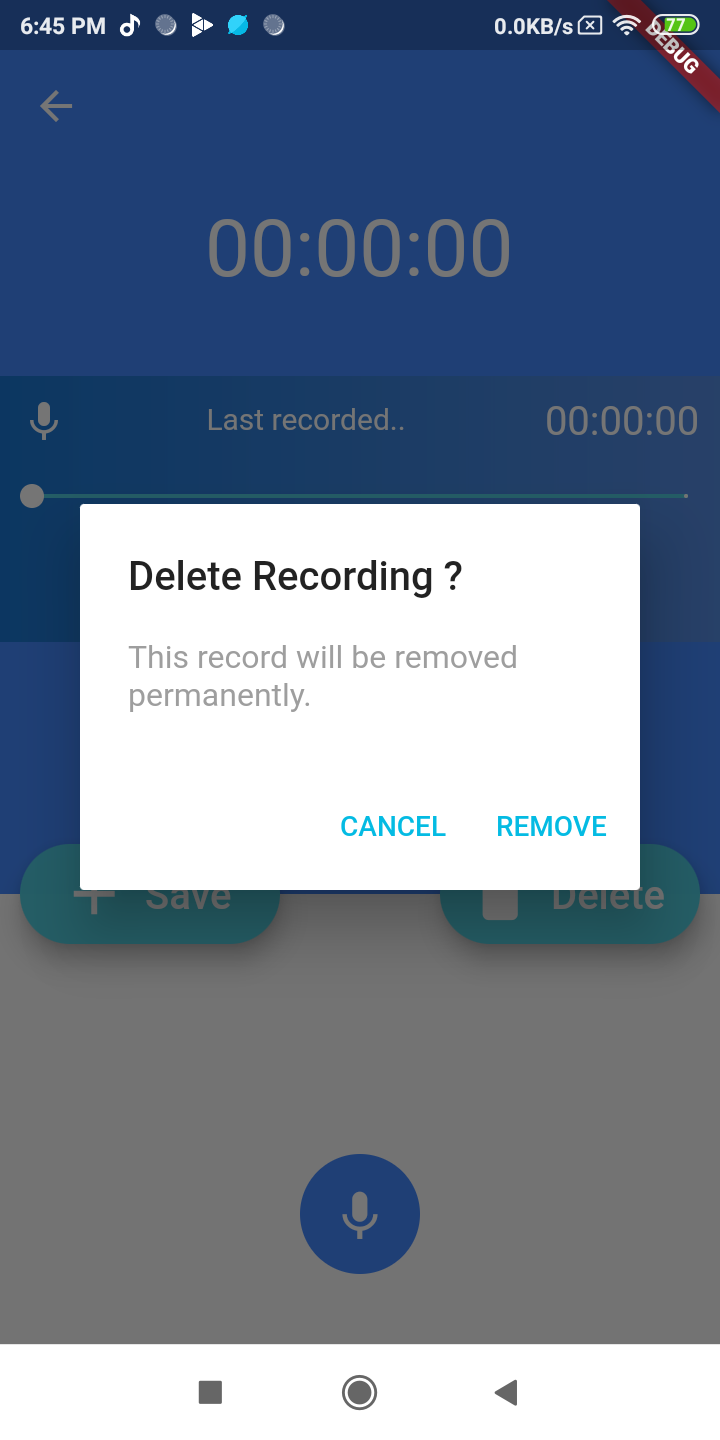 6:45 PM 0.0KB/s 77
DEBUG
00:00:00
Last recorded.. 00:00:00
Delete Recording ?
This record will be removed
permanently.
CANCEL REMOVE
Save Delete